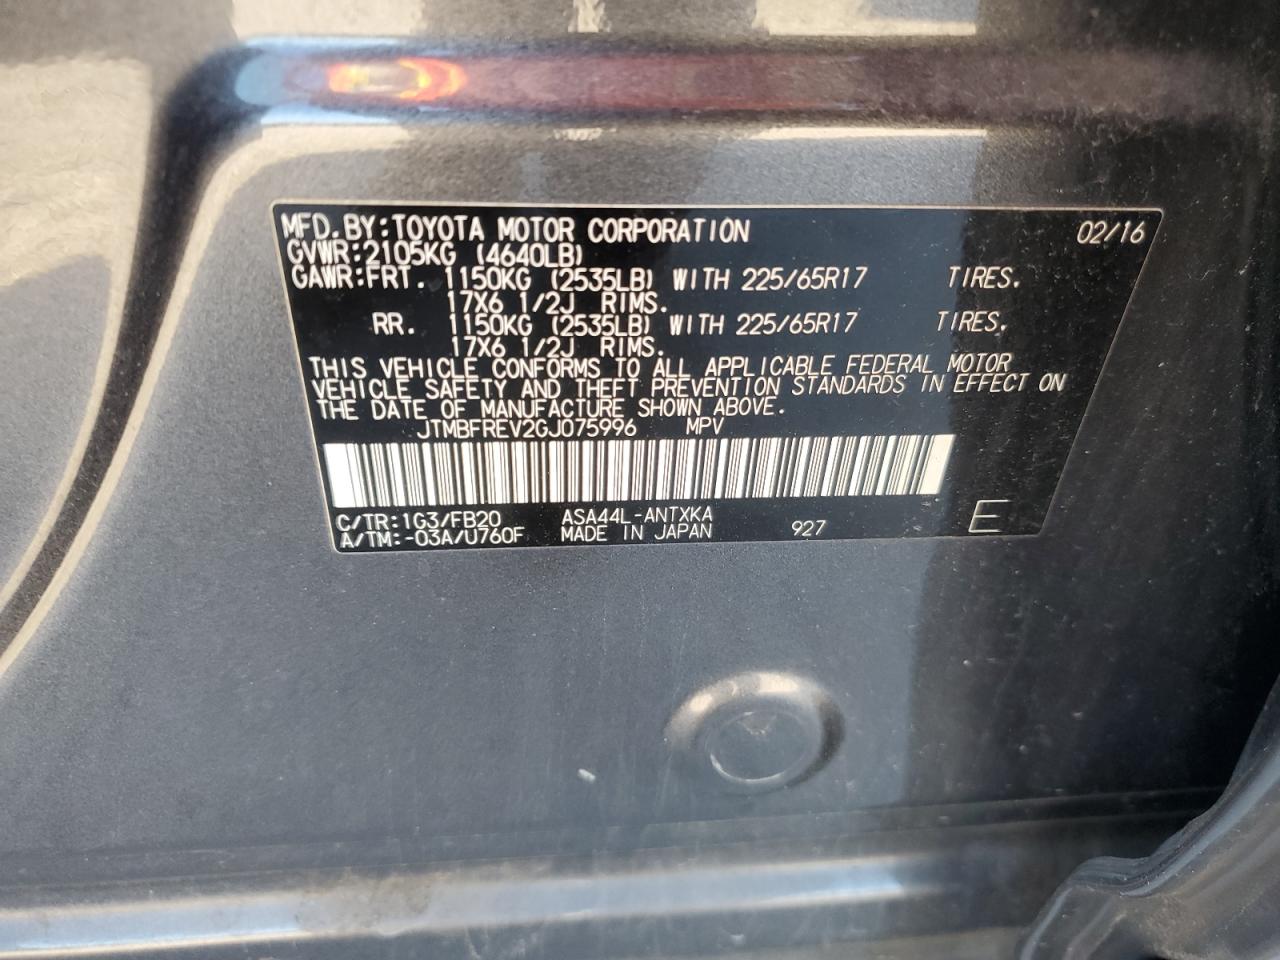 MFD.BY:TOYOTA MOTOR CORPORATION 02/16
GVWR:2105KG (4640LB)
GAWR:FRT. 1150KG (2535LB) WITH 225/65R17 TIRES.
17X6 1/2J RIMS.
RR. 1150KG (2535LB) WITH 225/65R17 TIRES.
17X6 1/2J RIMS.
THIS VEHICLE CONFORMS TO ALL APPLICABLE FEDERAL MOTOR
VEHICLE SAFETY AND THEFT PREVENTION STANDARDS IN EFFECT ON
THE DATE OF MANUFACTURE SHOWN ABOVE.
JTMBFREV2GJ075996 MPV
C/TR:1G3/FB20 ASA44L-ANTXKA
A/TM:-03A/U760F MADE IN JAPAN 927 E